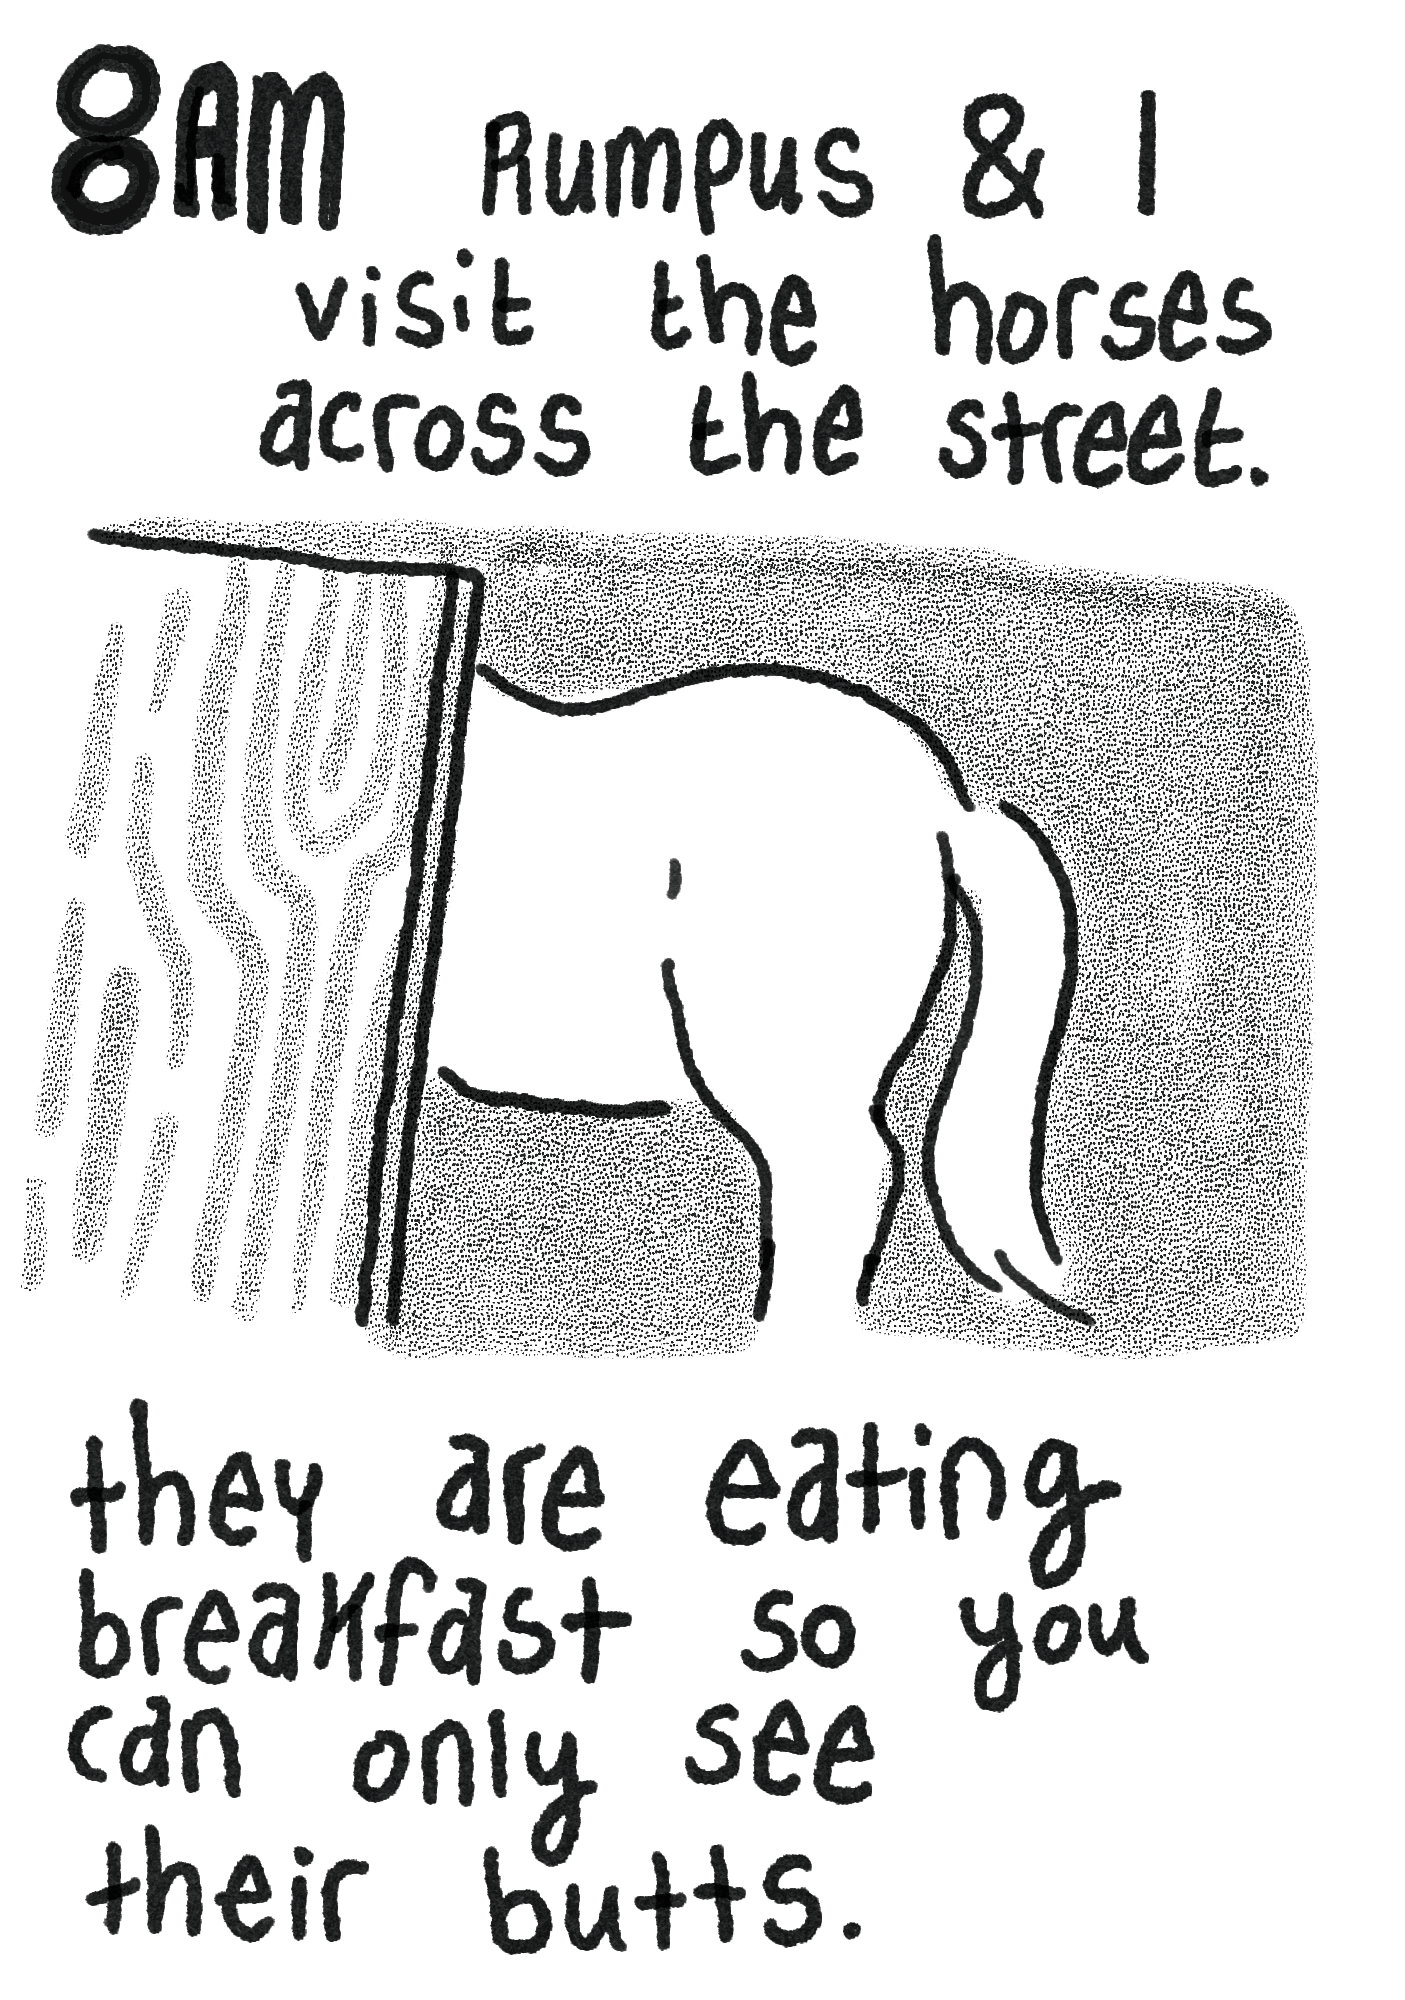 8AM Rumpus & I
visit the horses
across the street.
they are eating
breakfast so you
can only see
their butts.